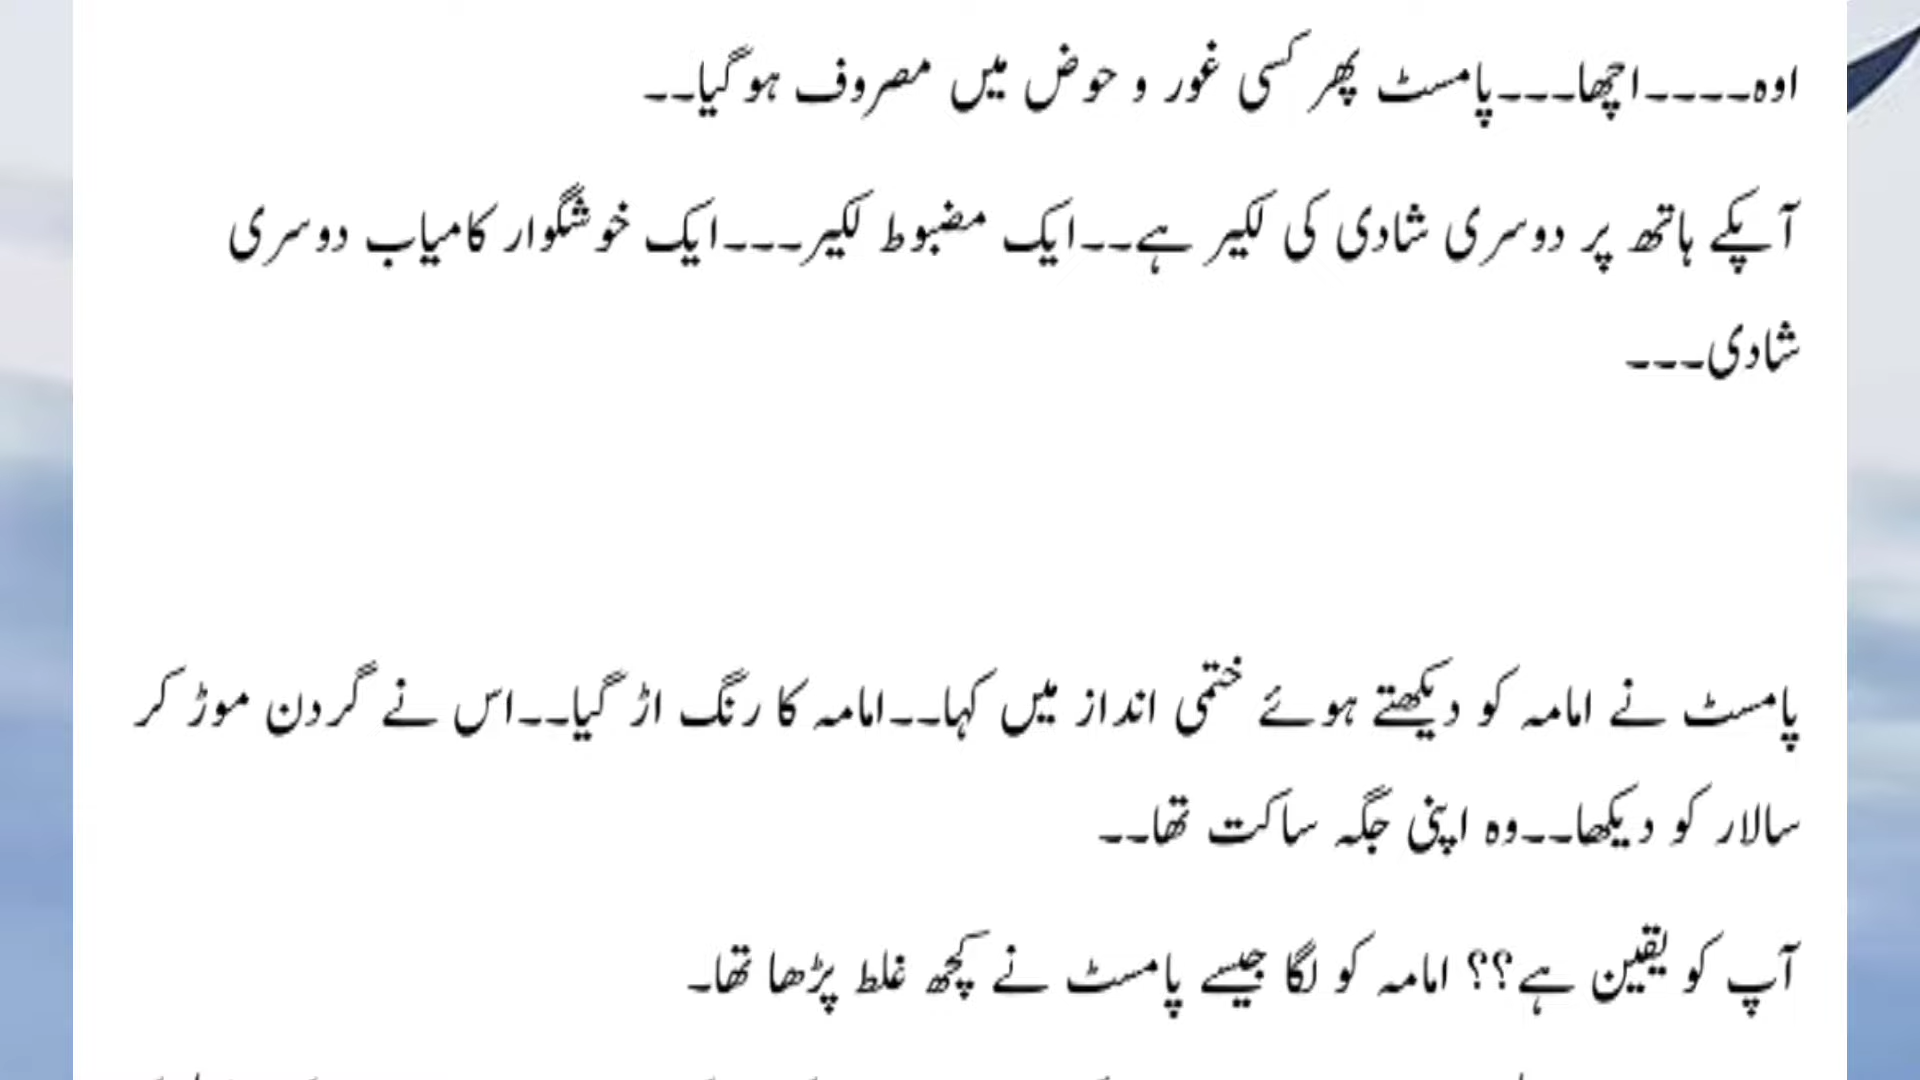 اوہ۔۔۔۔اچھا۔۔۔پامسٹ پھر کسی غور و حوض میں مصروف ہو گیا۔۔
آپکے ہاتھ پر دوسری شادی کی لکیر ہے۔۔ایک مضبوط لکیر۔۔۔ایک خوشگوار کامیاب دوسری
شادی۔۔۔
پامسٹ نے امامہ کو دیکھتے ہوئے ختمی انداز میں کہا۔۔امامہ کا رنگ اڑ گیا۔۔اس نے گردن موڑ کر
سالار کو دیکھا۔۔وہ اپنی جگہ ساکت تھا۔۔
آپ کو یقین ہے؟؟ امامہ کو لگا جیسے پامسٹ نے کچھ غلط پڑھا تھا۔